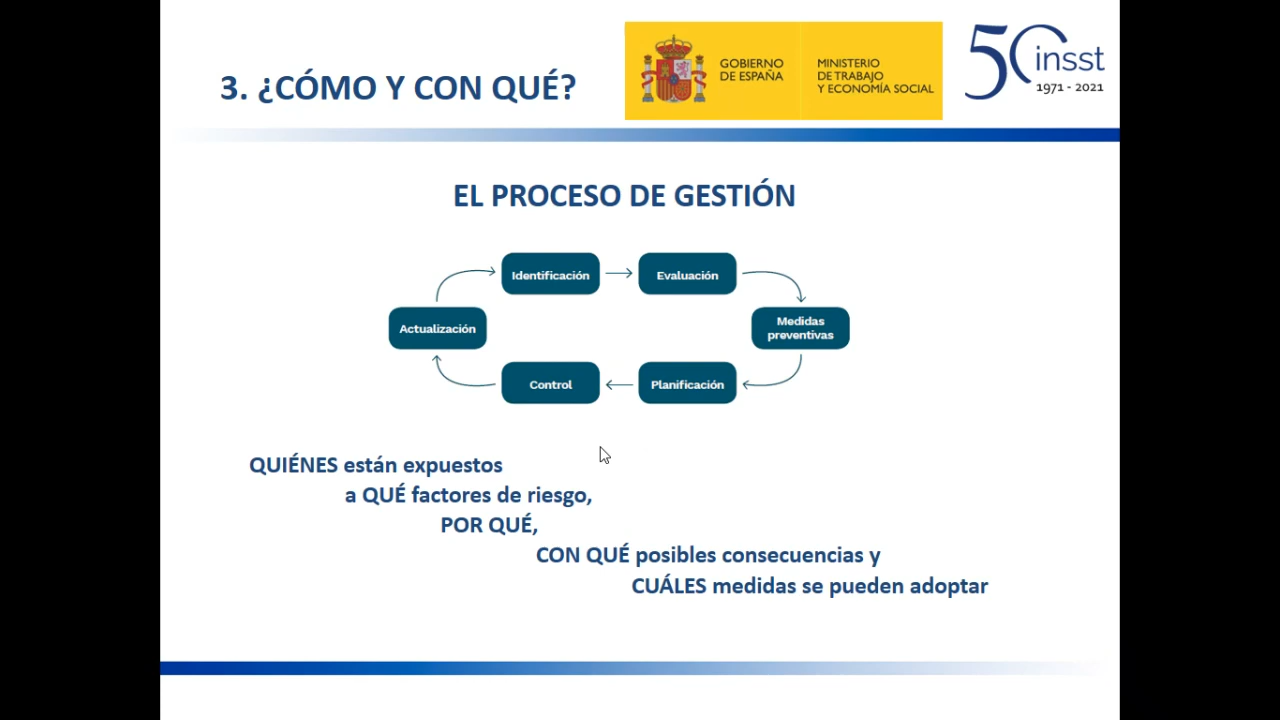 3. ¿CÓMO Y CON QUÉ?
GOBIERNO
DE ESPAÑA
MINISTERIO
DE TRABAJO
Y ECONOMÍA SOCIAL
50 insst
1971 - 2021
EL PROCESO DE GESTIÓN
Identificación
Evaluación
Actualización
Medidas
preventivas
Control
Planificación
QUIÉNES están expuestos
a QUÉ factores de riesgo,
POR QUÉ,
CON QUÉ posibles consecuencias y
CUÁLES medidas se pueden adoptar